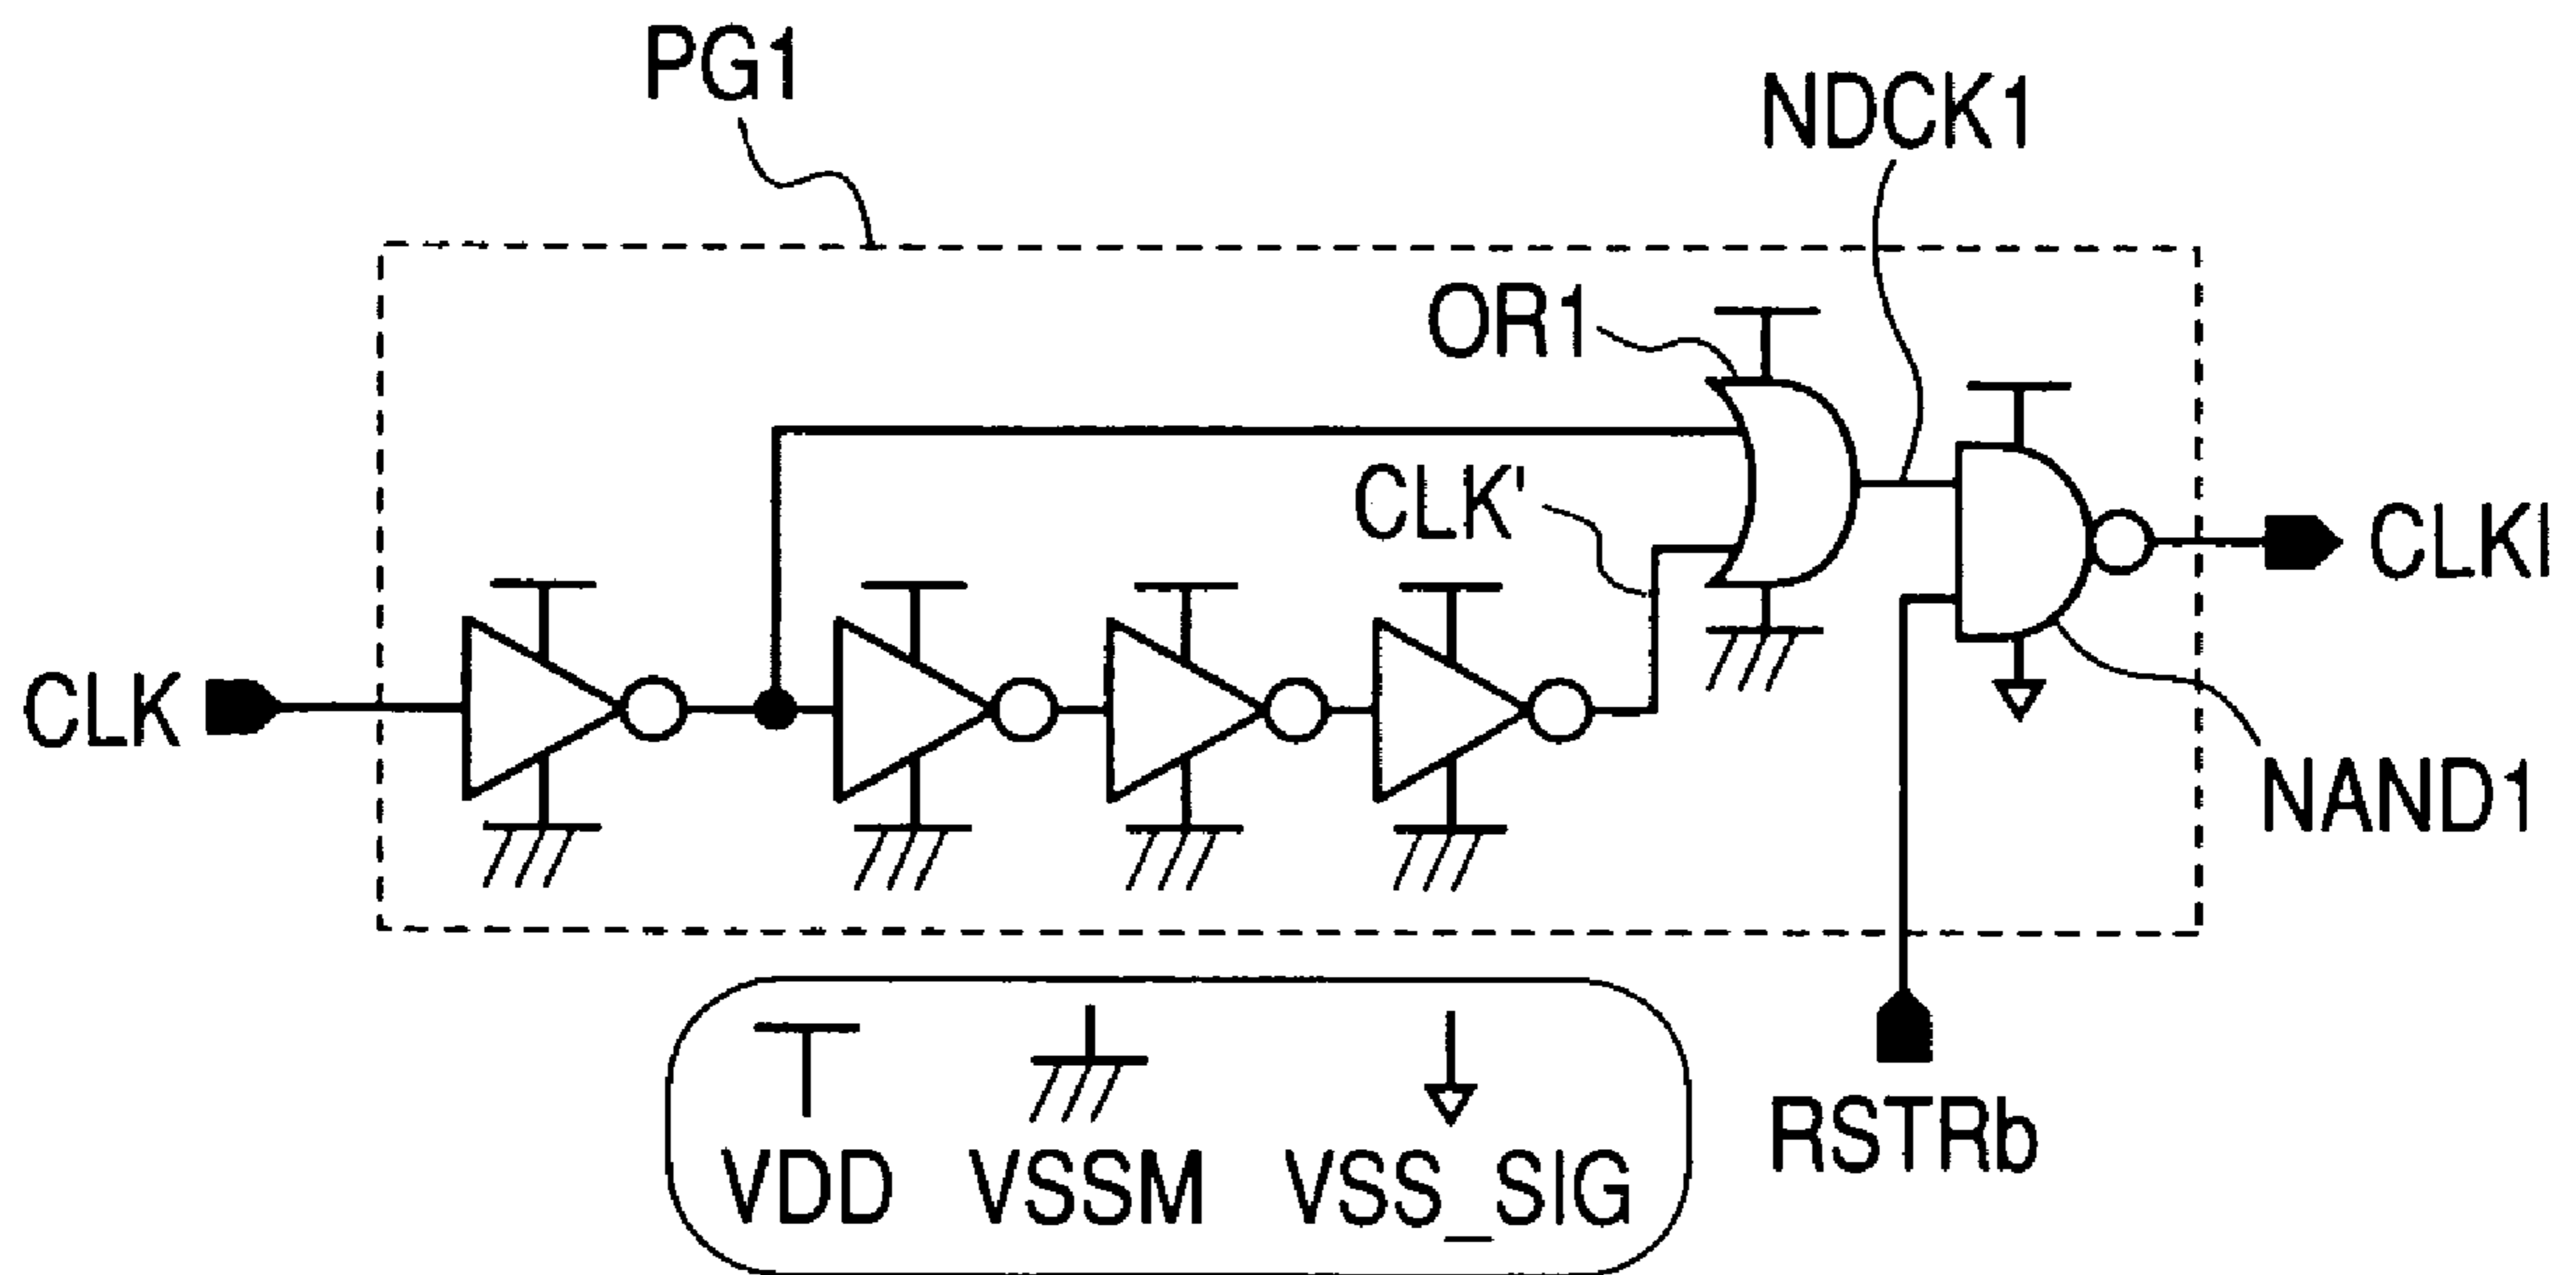 PG1
NDCK1
OR1
CLK'
CLKI
CLK
NAND1
VDD
VSSM
VSS_SIG
RSTRb